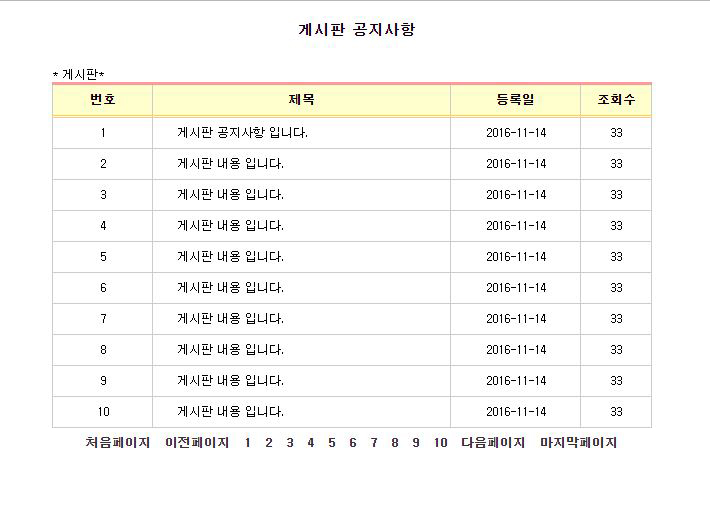 게시판 공지사항
* 게시판*
번호 제목 등록일 조회수
1 게시판 공지사항 입니다. 2016-11-14 33
2 게시판 내용 입니다. 2016-11-14 33
3 게시판 내용 입니다. 2016-11-14 33
4 게시판 내용 입니다. 2016-11-14 33
5 게시판 내용 입니다. 2016-11-14 33
6 게시판 내용 입니다. 2016-11-14 33
7 게시판 내용 입니다. 2016-11-14 33
8 게시판 내용 입니다. 2016-11-14 33
9 게시판 내용 입니다. 2016-11-14 33
10 게시판 내용 입니다. 2016-11-14 33
처음페이지 이전페이지 1 2 3 4 5 6 7 8 9 10 다음페이지 마지막페이지